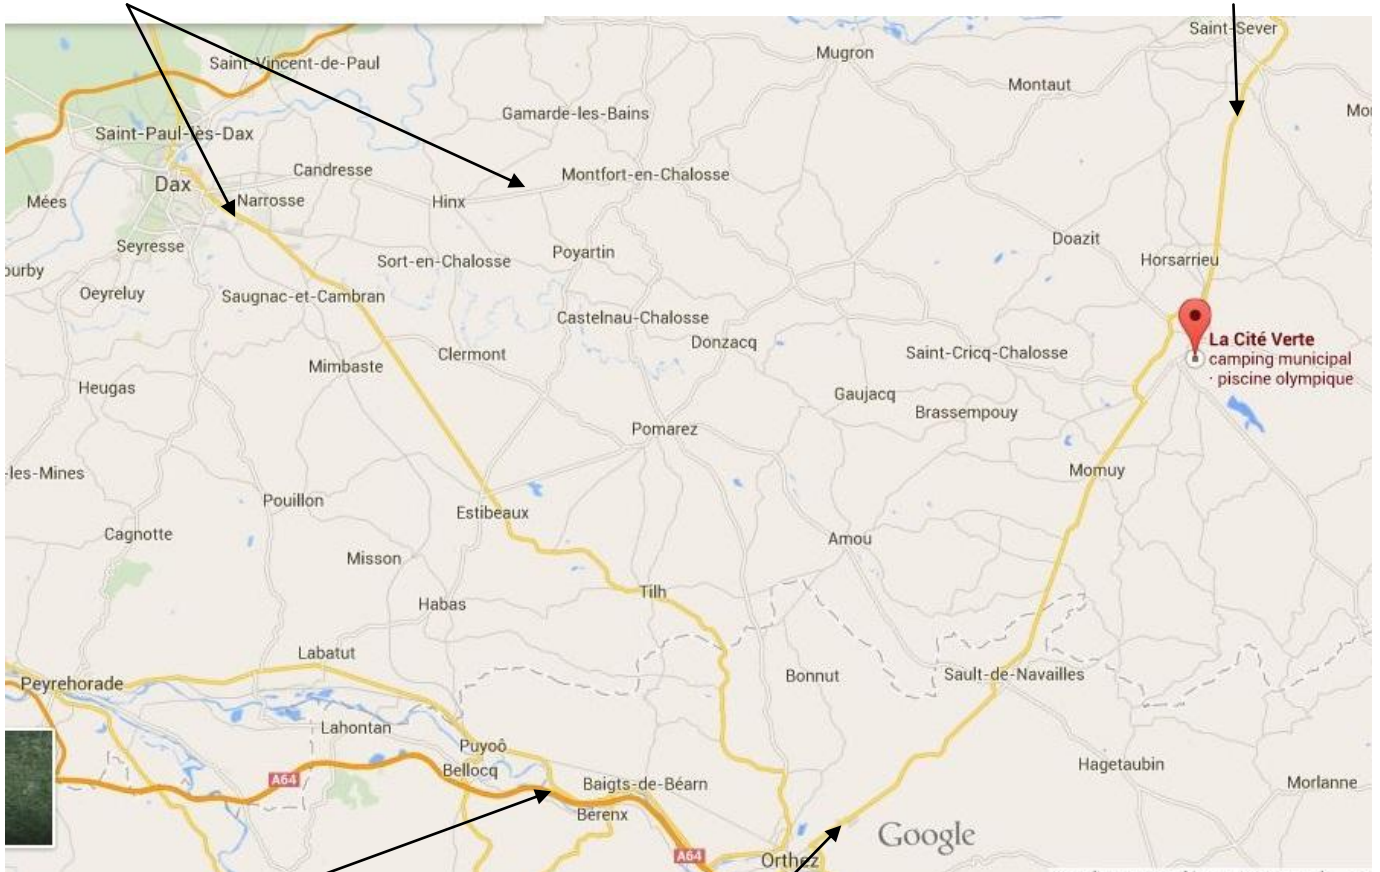 Saint-Sever
Mugron
Saint-Vincent-de-Paul
Montaut
Gamarde-les-Bains
Saint-Paul-lès-Dax
Candresse
Montfort-en-Chalosse
Dax
Mées
Narrosse
Hinx
Doazit
Seyresse
Poyartin
Horsarrieu
Sort-en-Chalosse
Oeyreluy
Saugnac-et-Cambran
Castelnau-Chalosse
Donzacq
La Cité Verte
camping municipal
· piscine olympique
Clermont
Saint-Cricq-Chalosse
Mimbaste
Heugas
Gaujacq
Brassempouy
Pomarez
-les-Mines
Momuy
Pouillon
Estibeaux
Cagnotte
Amou
Misson
Tilh
Habas
Labatut
Peyrehorade
Bonnut
Sault-de-Navailles
Lahontan
Puyoô
Bellocq
Hagetaubin
A64
Baigts-de-Béarn
Morlanne
Bérenx
Google
A64
Orthez